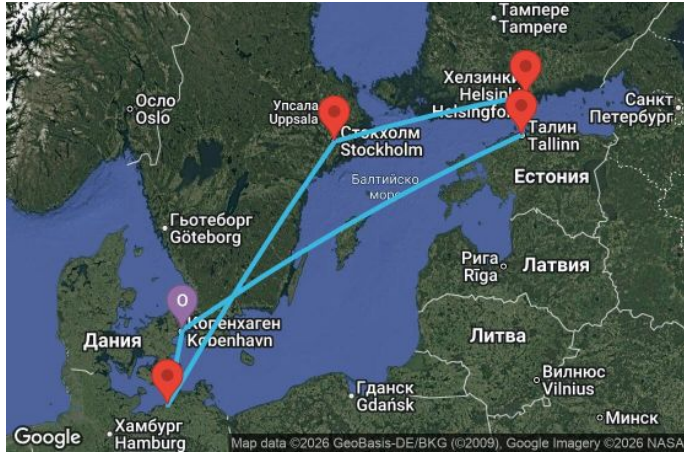 Тампере
Tampere
Хелзинки
Helsinki
Helsingfors
Осло
Oslo
Упсала
Uppsala
Санкт
Петербург
Стокхолм
Stockholm
Талин
Tallinn
Балтийско
море
Естония
Гьотеборг
Göteborg
Рига
Rīga
Латвия
O
Копенхаген
København
Дания
Литва
Вилнюс
Vilnius
Гданск
Gdańsk
Минск
Хамбург
Hamburg
Google
Map data ©2026 GeoBasis-DE/BKG (©2009), Google Imagery ©2026 NASA